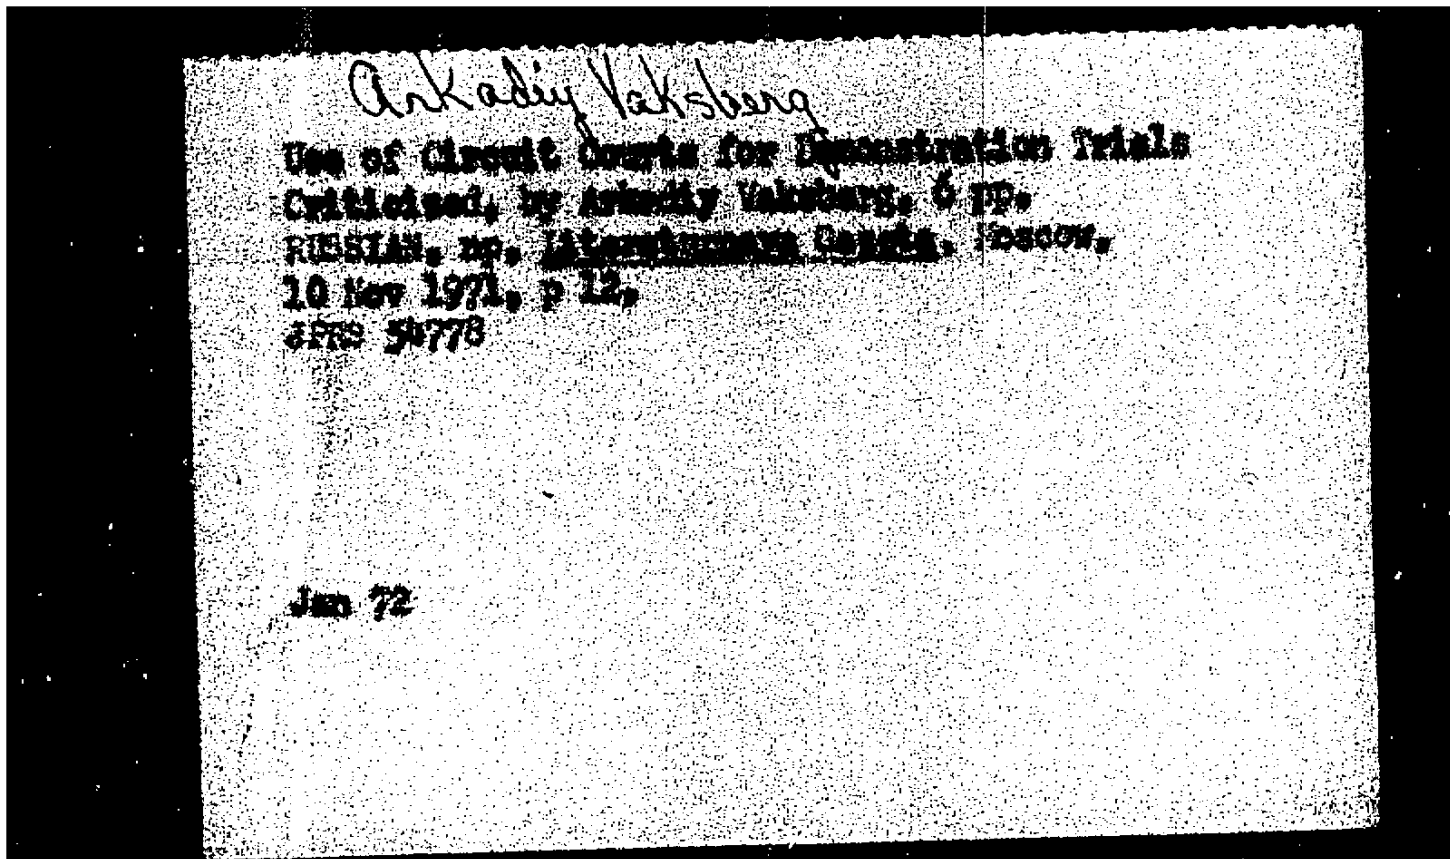 Arkadiy Vaksberg
Use of Circuit Courts for Demonstration Trials
Criticized, by Arkadiy Vaksberg, 6 pp.
RUSSIAN, np, Literaturnaya Gazeta, Moscow,
10 Nov 1971, p 12,
JPRS 54778
Jan 72